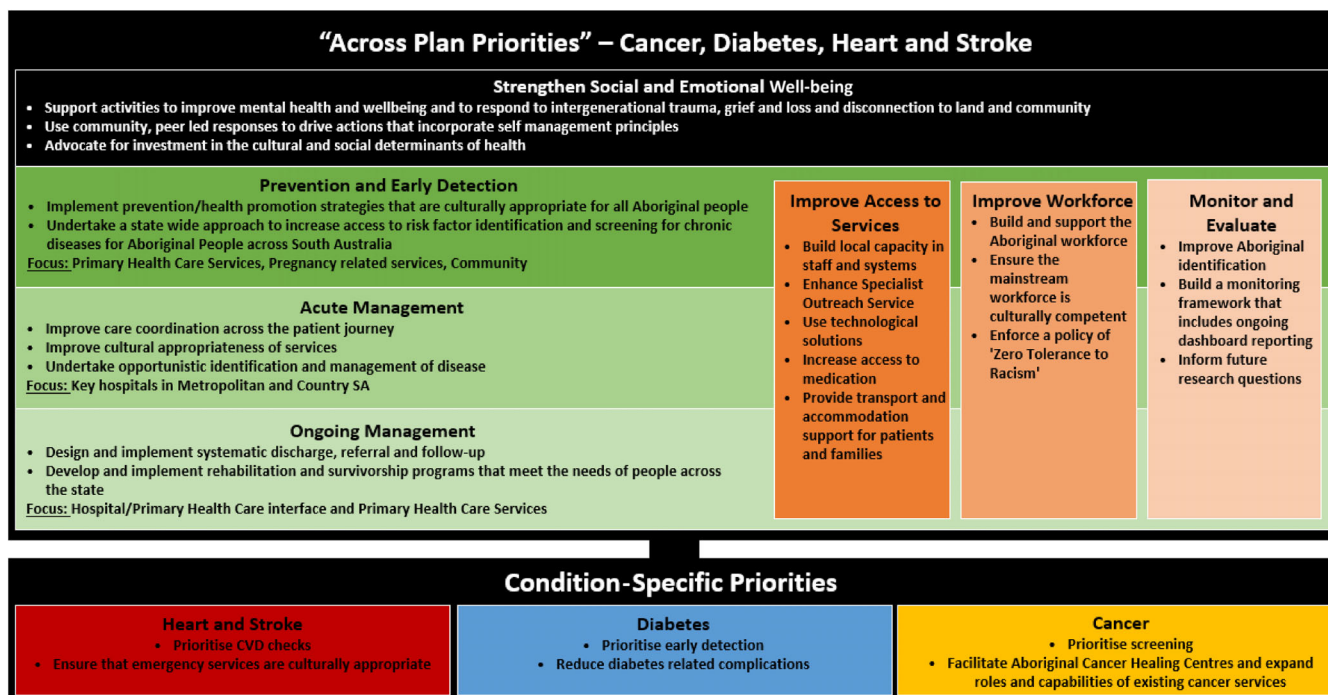 “Across Plan Priorities” – Cancer, Diabetes, Heart and Stroke
Strengthen Social and Emotional Well-being
• Support activities to improve mental health and wellbeing and to respond to intergenerational trauma, grief and loss and disconnection to land and community
• Use community, peer led responses to drive actions that incorporate self management principles
• Advocate for investment in the cultural and social determinants of health
Prevention and Early Detection
• Implement prevention/health promotion strategies that are culturally appropriate for all Aboriginal people
• Undertake a state wide approach to increase access to risk factor identification and screening for chronic
diseases for Aboriginal People across South Australia
Focus: Primary Health Care Services, Pregnancy related services, Community
Acute Management
• Improve care coordination across the patient journey
• Improve cultural appropriateness of services
• Undertake opportunistic identification and management of disease
Focus: Key hospitals in Metropolitan and Country SA
Ongoing Management
• Design and implement systematic discharge, referral and follow-up
• Develop and implement rehabilitation and survivorship programs that meet the needs of people across
the state
Focus: Hospital/Primary Health Care interface and Primary Health Care Services
Improve Access to
Services
• Build local capacity in
staff and systems
• Enhance Specialist
Outreach Service
• Use technological
solutions
• Increase access to
medication
• Provide transport and
accommodation
support for patients
and families
Improve Workforce
• Build and support the
Aboriginal workforce
• Ensure the
mainstream
workforce is
culturally competent
• Enforce a policy of
'Zero Tolerance to
Racism'
Monitor and
Evaluate
• Improve Aboriginal
identification
• Build a monitoring
framework that
includes ongoing
dashboard reporting
• Inform future
research questions
Condition-Specific Priorities
Heart and Stroke
• Prioritise CVD checks
• Ensure that emergency services are culturally appropriate
Diabetes
• Prioritise early detection
• Reduce diabetes related complications
Cancer
• Prioritise screening
• Facilitate Aboriginal Cancer Healing Centres and expand
roles and capabilities of existing cancer services